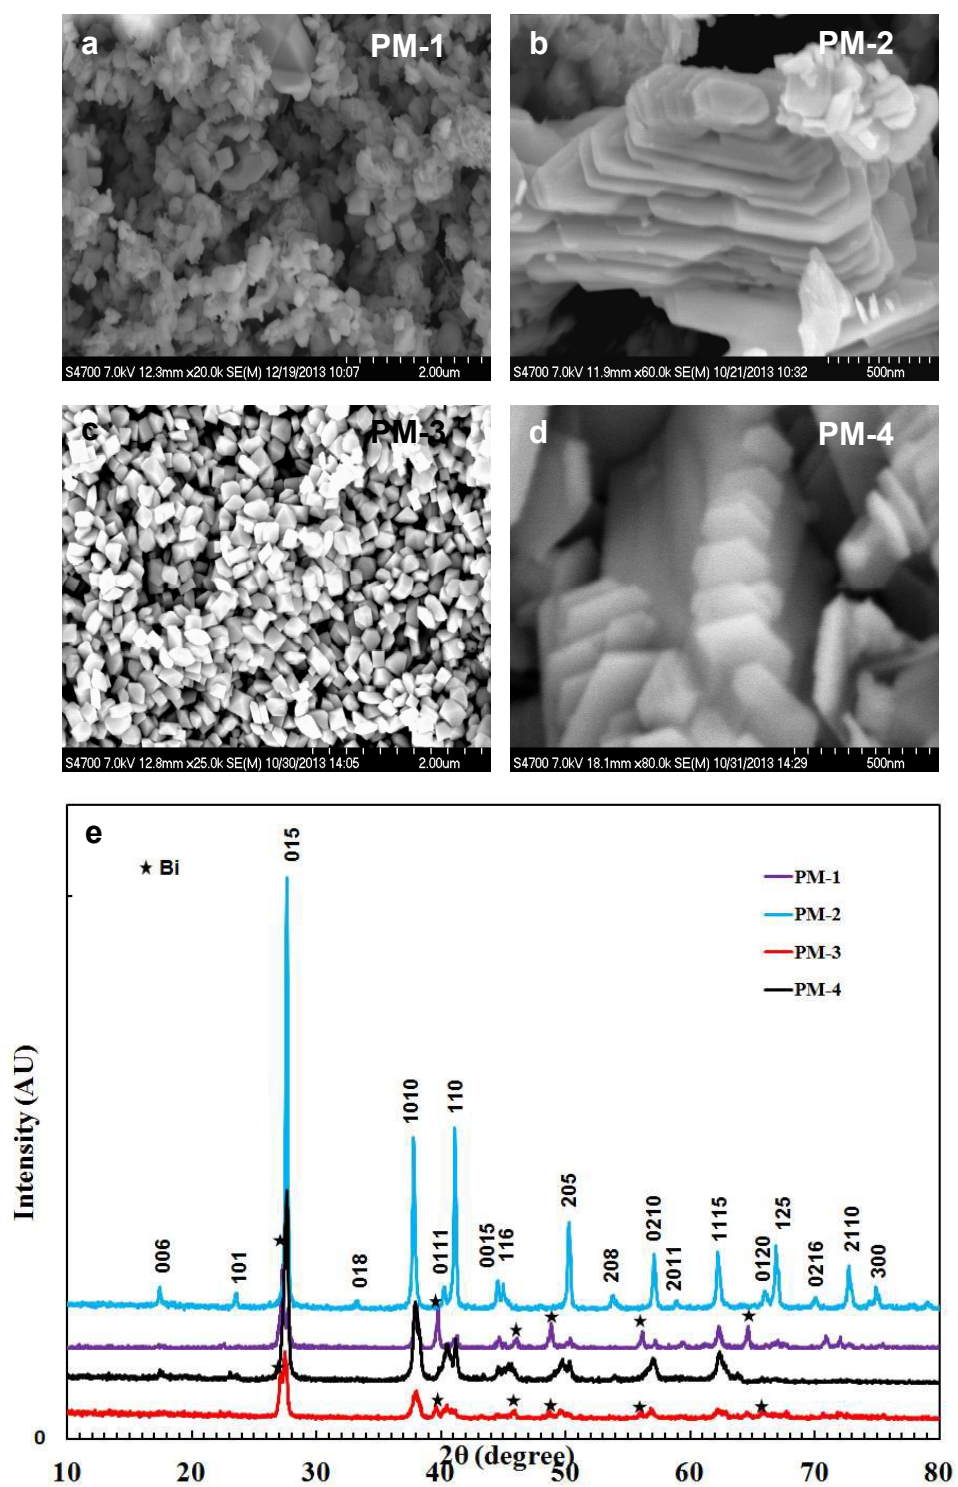 a PM-1
S4700 7.0kV 12.3mm x20.0k SE(M) 12/19/2013 10:07 2.00um
b PM-2
S4700 7.0kV 11.9mm x60.0k SE(M) 10/21/2013 10:32 500nm
c PM-3
S4700 7.0kV 12.8mm x25.0k SE(M) 10/30/2013 14:05 2.00um
d PM-4
S4700 7.0kV 18.1mm x80.0k SE(M) 10/31/2013 14:29 500nm
e
★ Bi
PM-1
PM-2
PM-3
PM-4
Intensity (AU)
006
101
015
018
1010
0111
110
0015
116
205
208
0210
2011
1115
0120
125
0216
2110
300
0
10 20 30 40 50 60 70 80
2θ (degree)